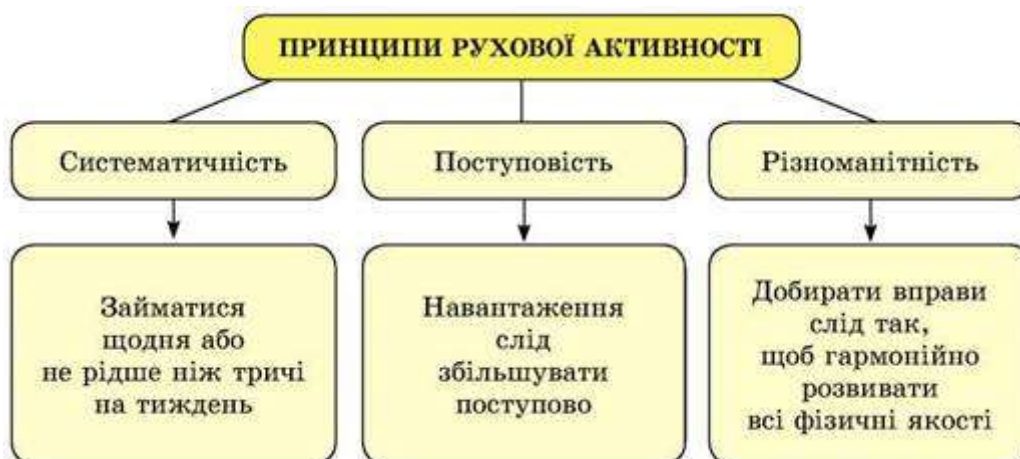 ПРИНЦИПИ РУХОВОЇ АКТИВНОСТІ
Систематичність
Поступовість
Різноманітність
Займатися
щодня або
не рідше ніж тричі
на тиждень
Навантаження
слід
збільшувати
поступово
Добирати вправи
слід так,
щоб гармонійно
розвивати
всі фізичні якості